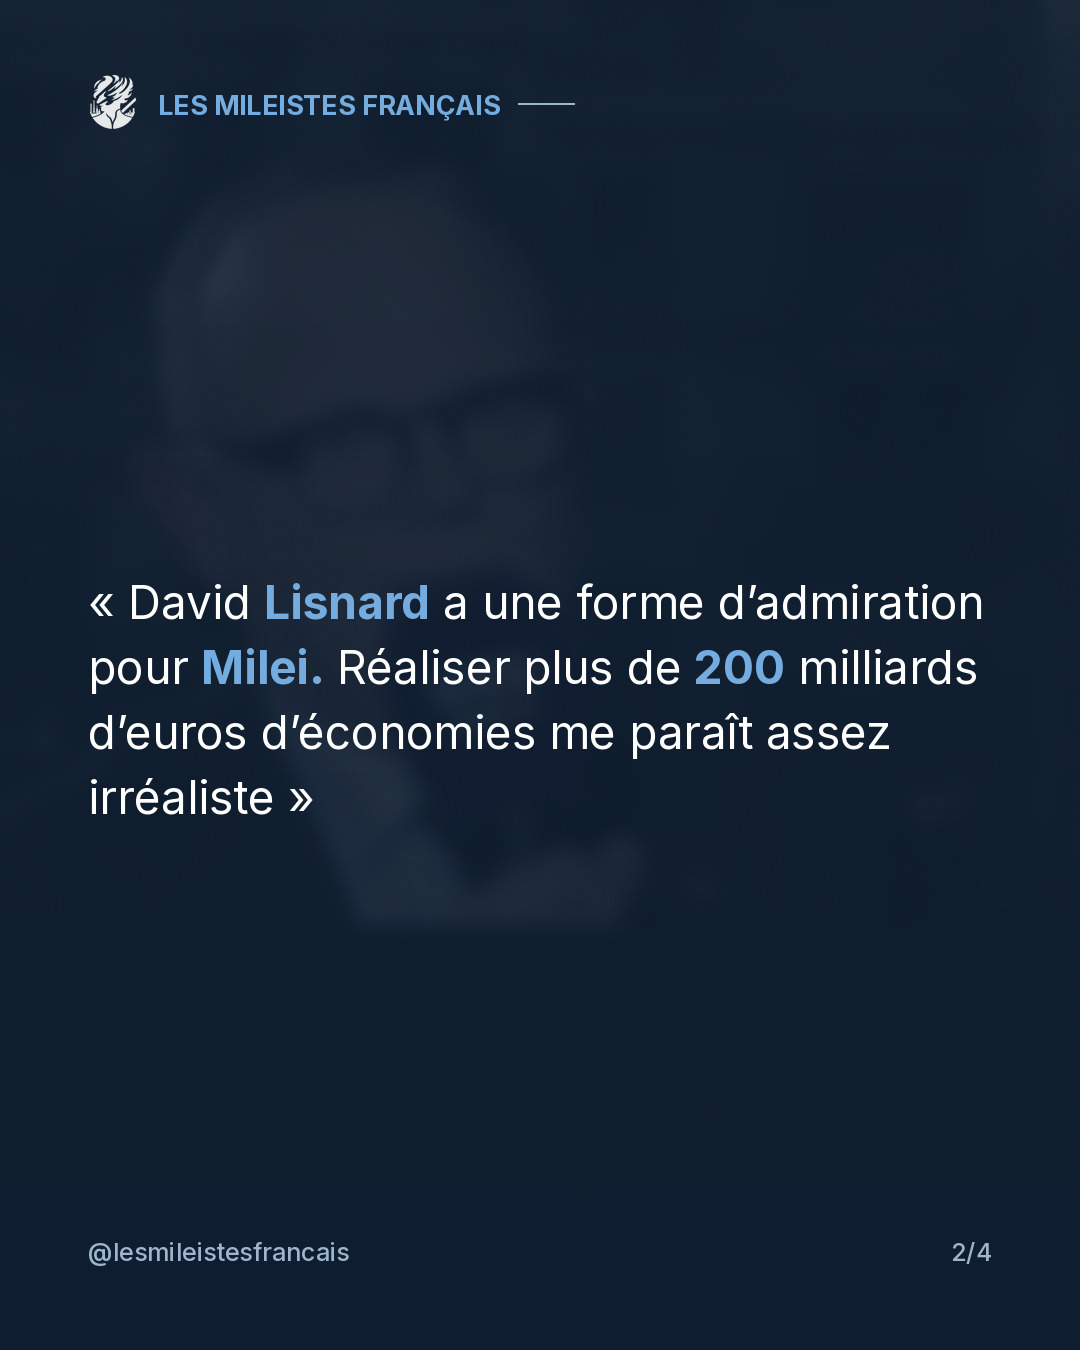 LES MILEISTES FRANÇAIS
« David Lisnard a une forme d’admiration
pour Milei. Réaliser plus de 200 milliards
d’euros d’économies me paraît assez
irréaliste »
@lesmileistesfrancais
2/4